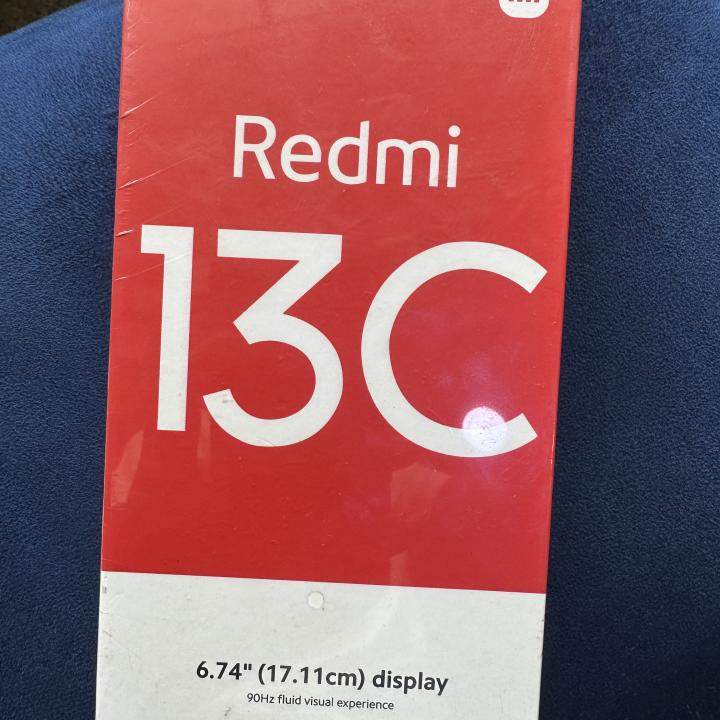 Redmi
13C
6.74" (17.11cm) display
90Hz fluid visual experience